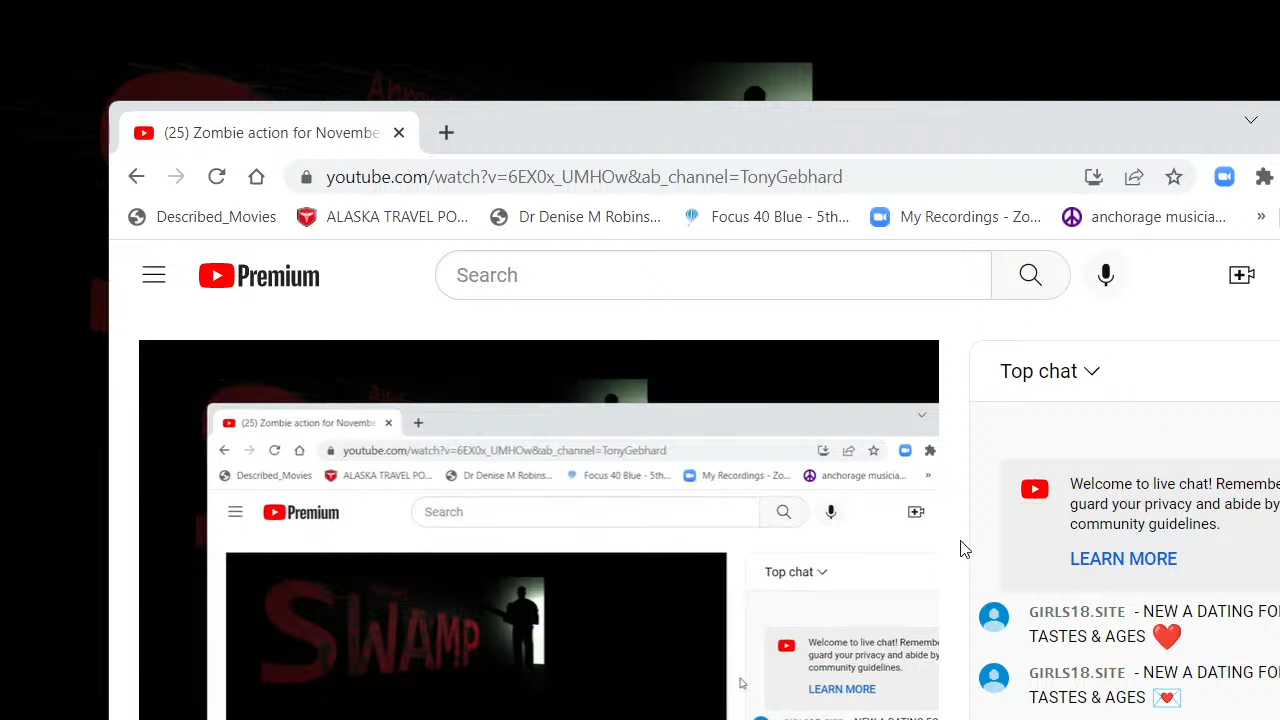 (25) Zombie action for Novembe
youtube.com/watch?v=6EX0x_UMHOw&ab_channel=TonyGebhard
Described_Movies ALASKA TRAVEL PO... Dr Denise M Robins... Focus 40 Blue - 5th... My Recordings - Zo... anchorage musicia... »
Premium
Search
Top chat
Welcome to live chat! Remembe
guard your privacy and abide by
community guidelines.
LEARN MORE
GIRLS18.SITE - NEW A DATING FO
TASTES & AGES ❤️
GIRLS18.SITE - NEW A DATING FO
TASTES & AGES 💌
(25) Zombie action for Novembe
youtube.com/watch?v=6EX0x_UMHOw&ab_channel=TonyGebhard
Described_Movies ALASKA TRAVEL PO... Dr Denise M Robins... Focus 40 Blue - 5th... My Recordings - Zo... anchorage musicia... »
Premium
Search
SWAMP
Top chat
Welcome to live chat! Remembe
guard your privacy and abide by
community guidelines.
LEARN MORE